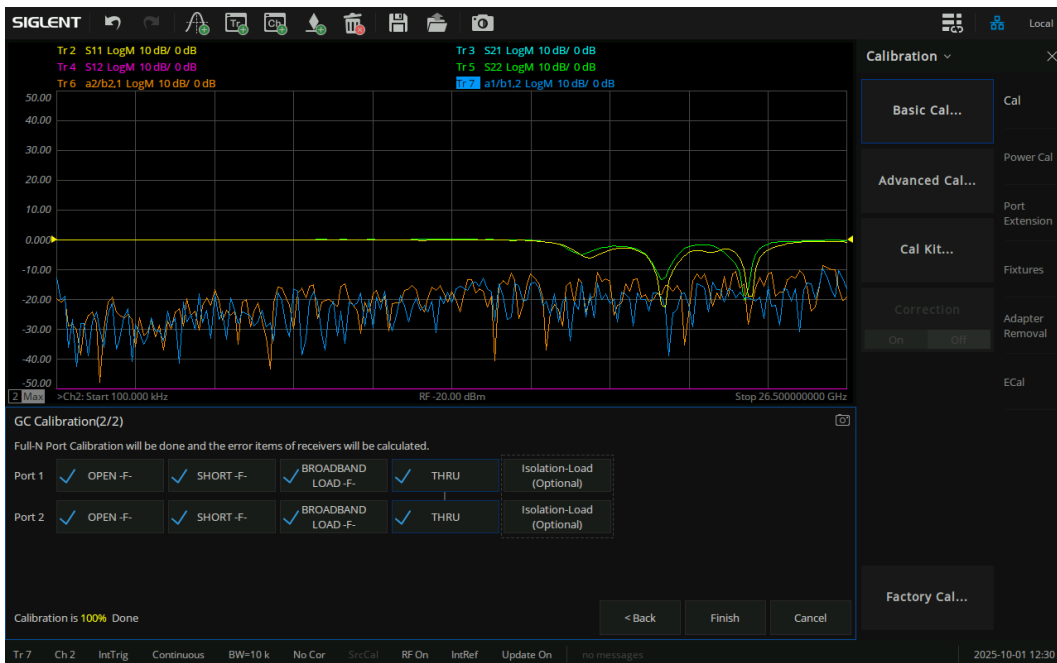 SIGLENT
Tr
Ch
Local
Tr 2 S11 LogM 10 dB/ 0 dB
Tr 3 S21 LogM 10 dB/ 0 dB
Tr 4 S12 LogM 10 dB/ 0 dB
Tr 5 S22 LogM 10 dB/ 0 dB
Tr 6 a2/b2,1 LogM 10 dB/ 0 dB
Tr 7 a1/b1,2 LogM 10 dB/ 0 dB
50.00
40.00
30.00
20.00
10.00
0.000
-10.00
-20.00
-30.00
-40.00
-50.00
2 Max >Ch2: Start 100.000 kHz RF -20.00 dBm Stop 26.500000000 GHz
Calibration
Basic Cal...
Advanced Cal...
Cal Kit...
Correction
On Off
Factory Cal...
Cal
Power Cal
Port
Extension
Fixtures
Adapter
Removal
ECal
GC Calibration(2/2)
Full-N Port Calibration will be done and the error items of receivers will be calculated.
Port 1 OPEN -F- SHORT -F- BROADBAND LOAD -F- THRU Isolation-Load (Optional)
Port 2 OPEN -F- SHORT -F- BROADBAND LOAD -F- THRU Isolation-Load (Optional)
Calibration is 100% Done
< Back Finish Cancel
Tr 7 Ch 2 IntTrig Continuous BW=10 k No Cor SrcCal RF On IntRef Update On no messages 2025-10-01 12:30